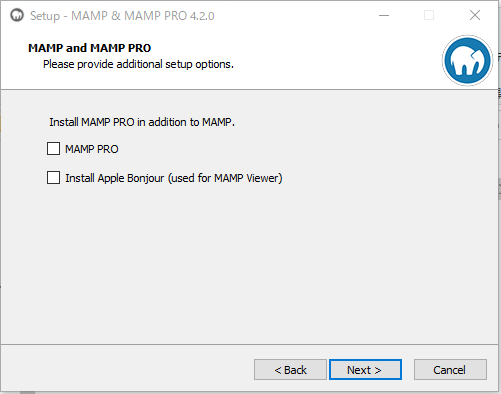 Setup - MAMP & MAMP PRO 4.2.0
MAMP and MAMP PRO
Please provide additional setup options.
Install MAMP PRO in addition to MAMP.
MAMP PRO
Install Apple Bonjour (used for MAMP Viewer)
< Back
Next >
Cancel